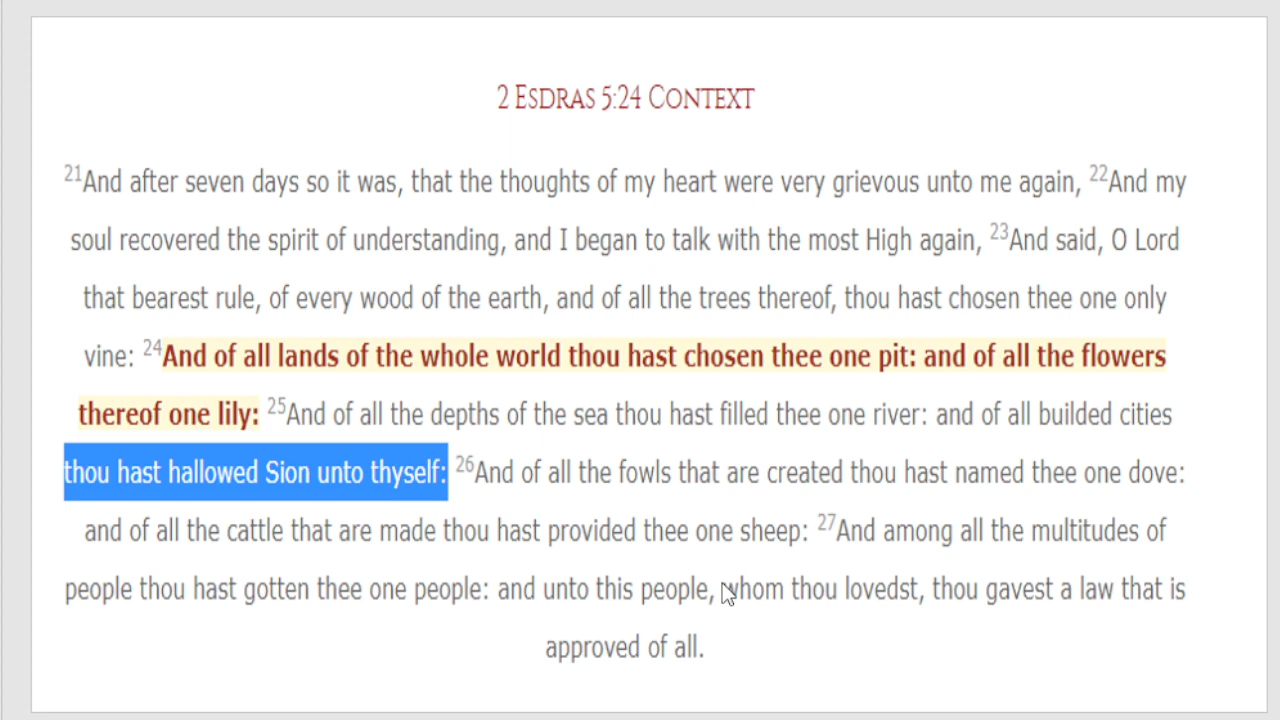 2 Esdras 5:24 Context
21And after seven days so it was, that the thoughts of my heart were very grievous unto me again, 22And my
soul recovered the spirit of understanding, and I began to talk with the most High again, 23And said, O Lord
that bearest rule, of every wood of the earth, and of all the trees thereof, thou hast chosen thee one only
vine: 24And of all lands of the whole world thou hast chosen thee one pit: and of all the flowers
thereof one lily: 25And of all the depths of the sea thou hast filled thee one river: and of all builded cities
thou hast hallowed Sion unto thyself: 26And of all the fowls that are created thou hast named thee one dove:
and of all the cattle that are made thou hast provided thee one sheep: 27And among all the multitudes of
people thou hast gotten thee one people: and unto this people, whom thou lovedst, thou gavest a law that is
approved of all.